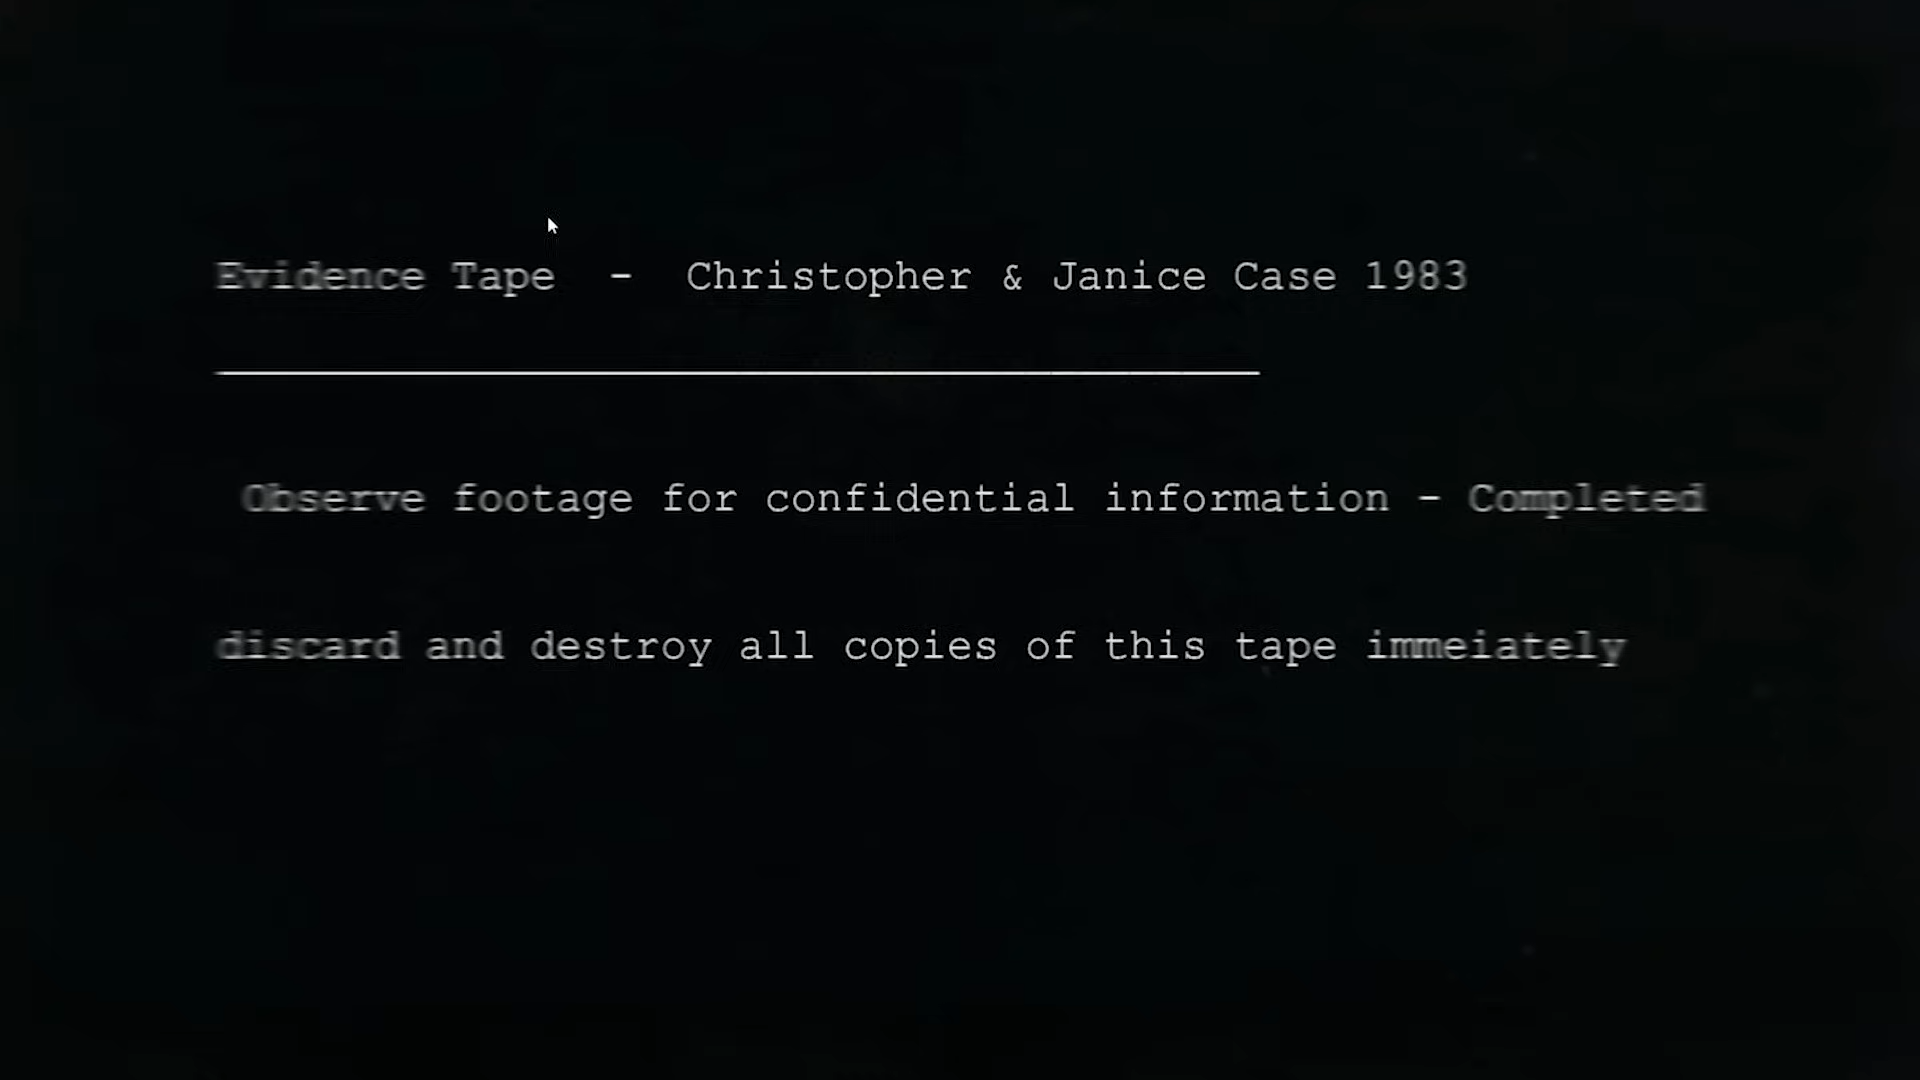 Evidence Tape - Christopher & Janice Case 1983
Observe footage for confidential information - Completed
discard and destroy all copies of this tape immeiately